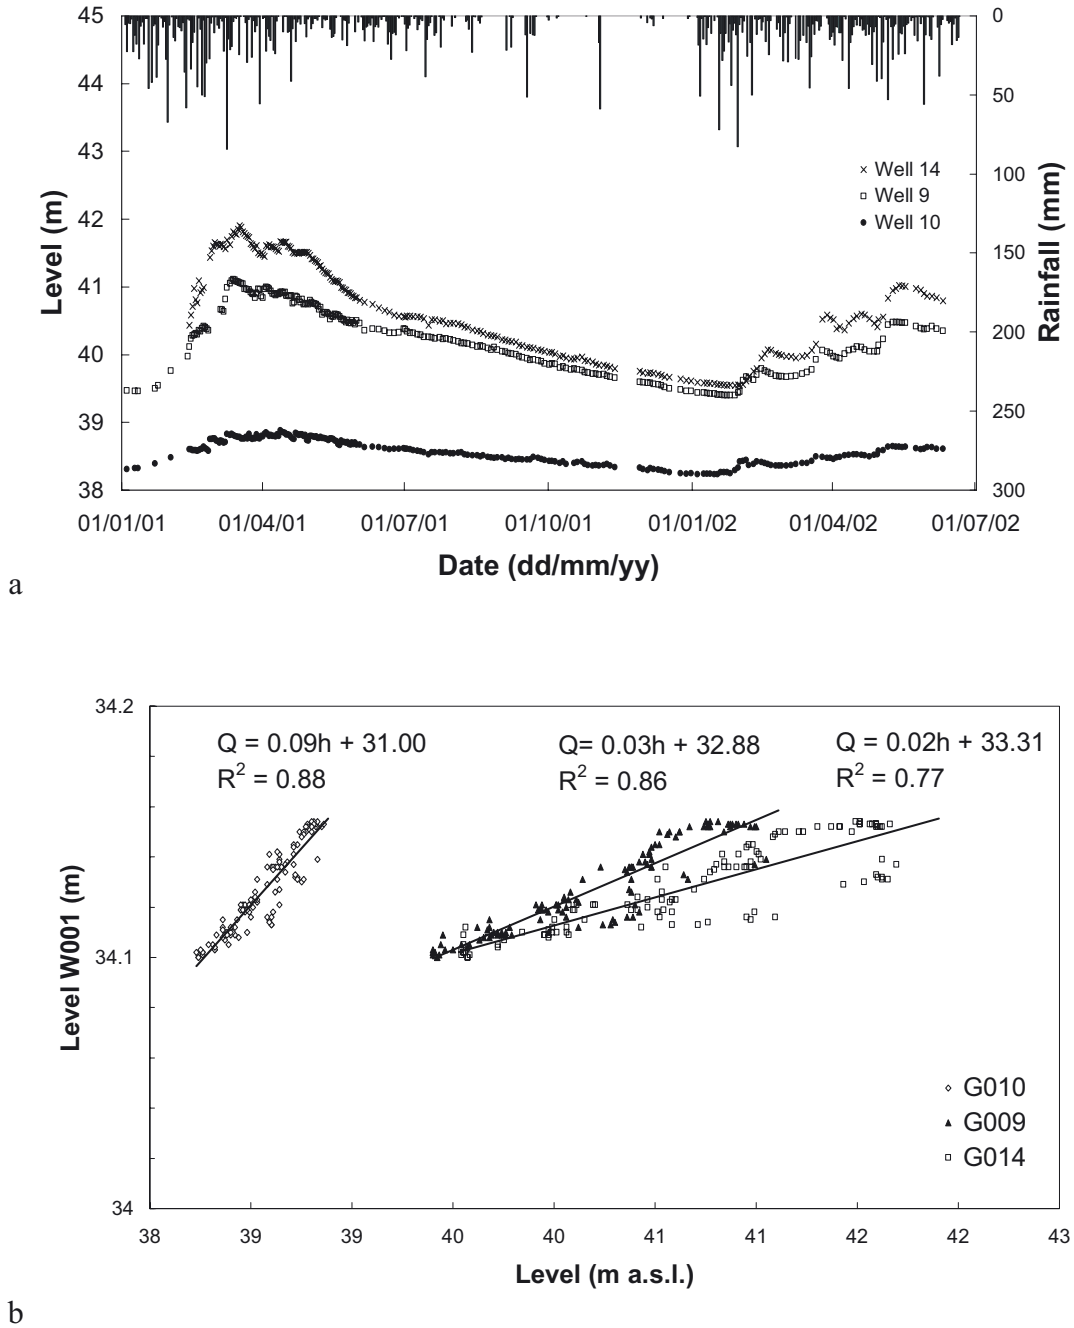 45
44
43
42
41
40
39
38
Level (m)
0
50
100
150
200
250
300
Rainfall (mm)
Well 14
Well 9
Well 10
01/01/01 01/04/01 01/07/01 01/10/01 01/01/02 01/04/02 01/07/02
Date (dd/mm/yy)
a
34.2
34.1
34
Level W001 (m)
Q = 0.09h + 31.00
R² = 0.88
Q= 0.03h + 32.88
R² = 0.86
Q = 0.02h + 33.31
R² = 0.77
G010
G009
G014
38 39 39 40 40 41 41 42 42 43
Level (m a.s.l.)
b